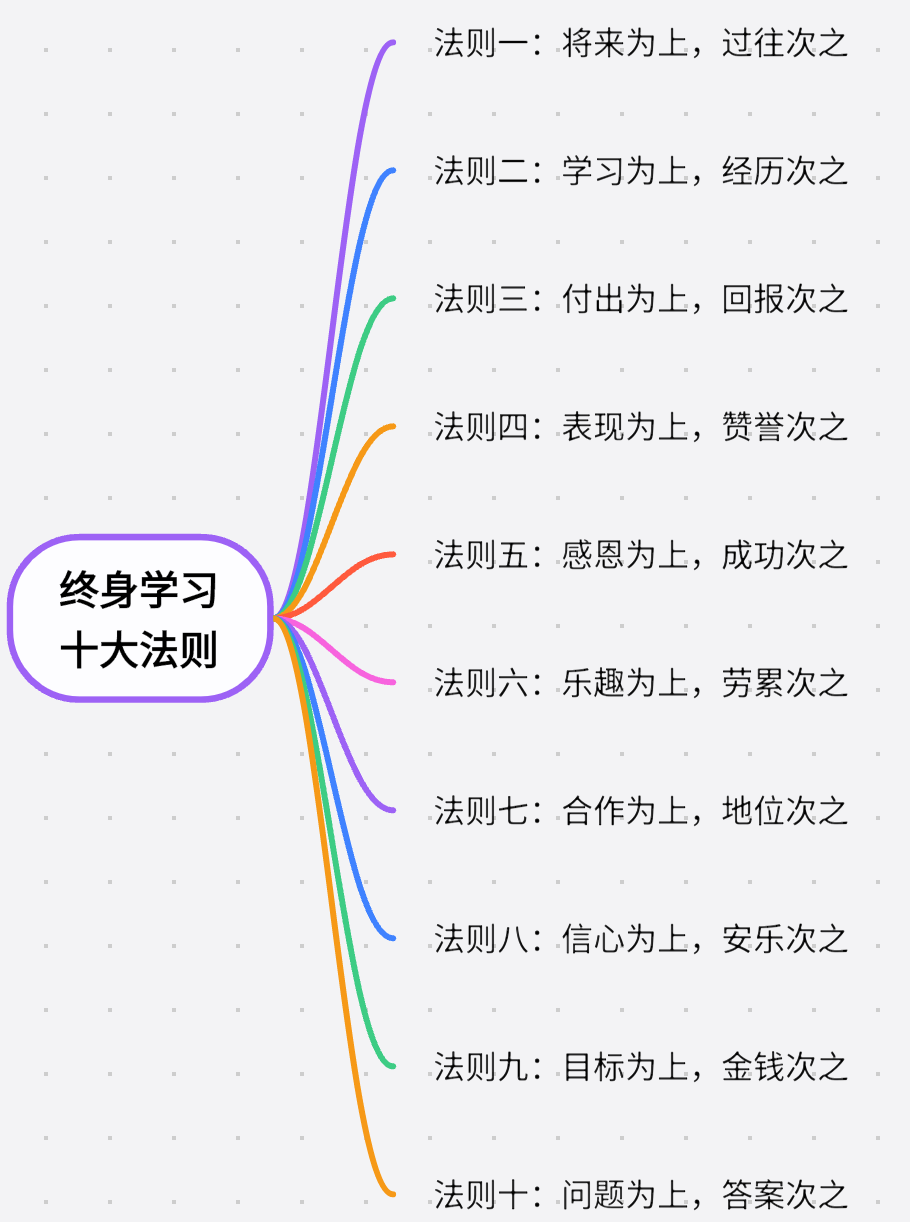 终身学习
十大法则
法则一：将来为上，过往次之
法则二：学习为上，经历次之
法则三：付出为上，回报次之
法则四：表现为上，赞誉次之
法则五：感恩为上，成功次之
法则六：乐趣为上，劳累次之
法则七：合作为上，地位次之
法则八：信心为上，安乐次之
法则九：目标为上，金钱次之
法则十：问题为上，答案次之